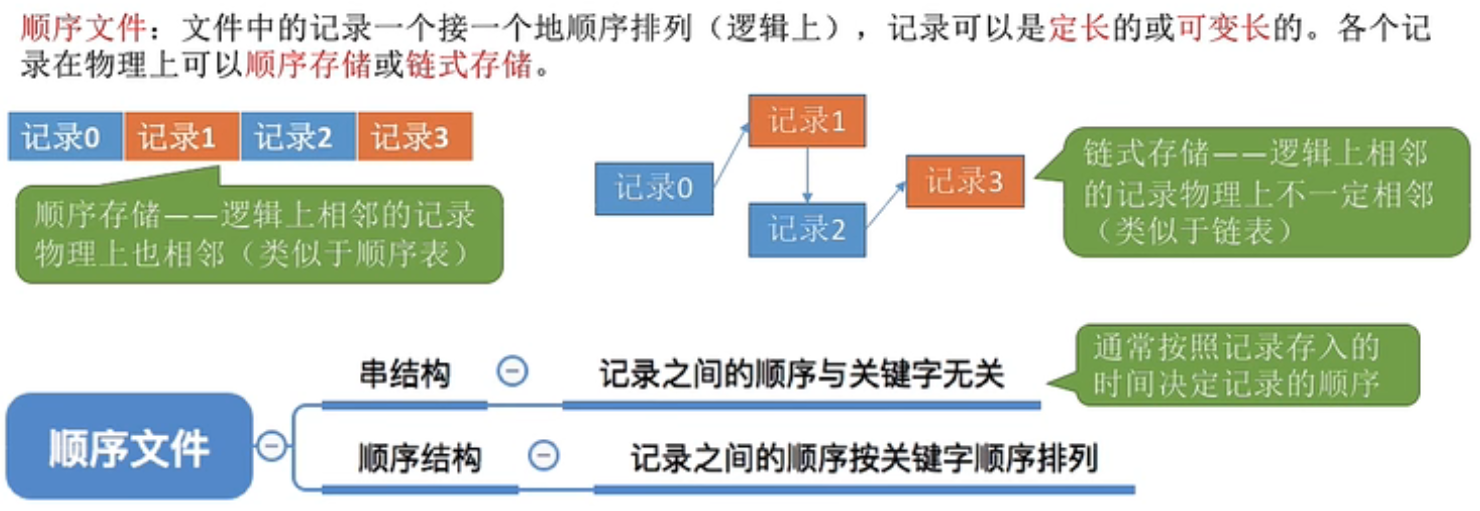 顺序文件：文件中的记录一个接一个地顺序排列（逻辑上），记录可以是定长的或可变长的。各个记
录在物理上可以顺序存储或链式存储。
记录0 记录1 记录2 记录3
顺序存储——逻辑上相邻的记录
物理上也相邻（类似于顺序表）
记录0
记录1
记录2
记录3
链式存储——逻辑上相邻
的记录物理上不一定相邻
（类似于链表）
顺序文件
串结构
记录之间的顺序与关键字无关
通常按照记录存入的
时间决定记录的顺序
顺序结构
记录之间的顺序按关键字顺序排列